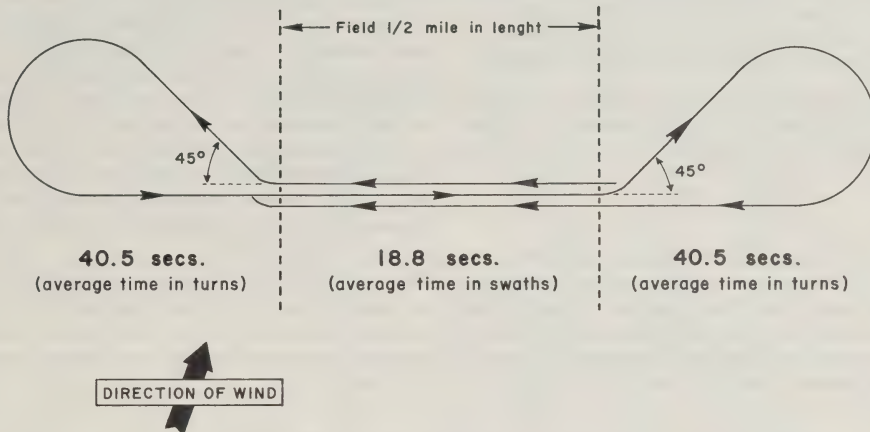 Field 1/2 mile in lenght
45°
45°
40.5 secs.
(average time in turns)
18.8 secs.
(average time in swaths)
40.5 secs.
(average time in turns)
DIRECTION OF WIND